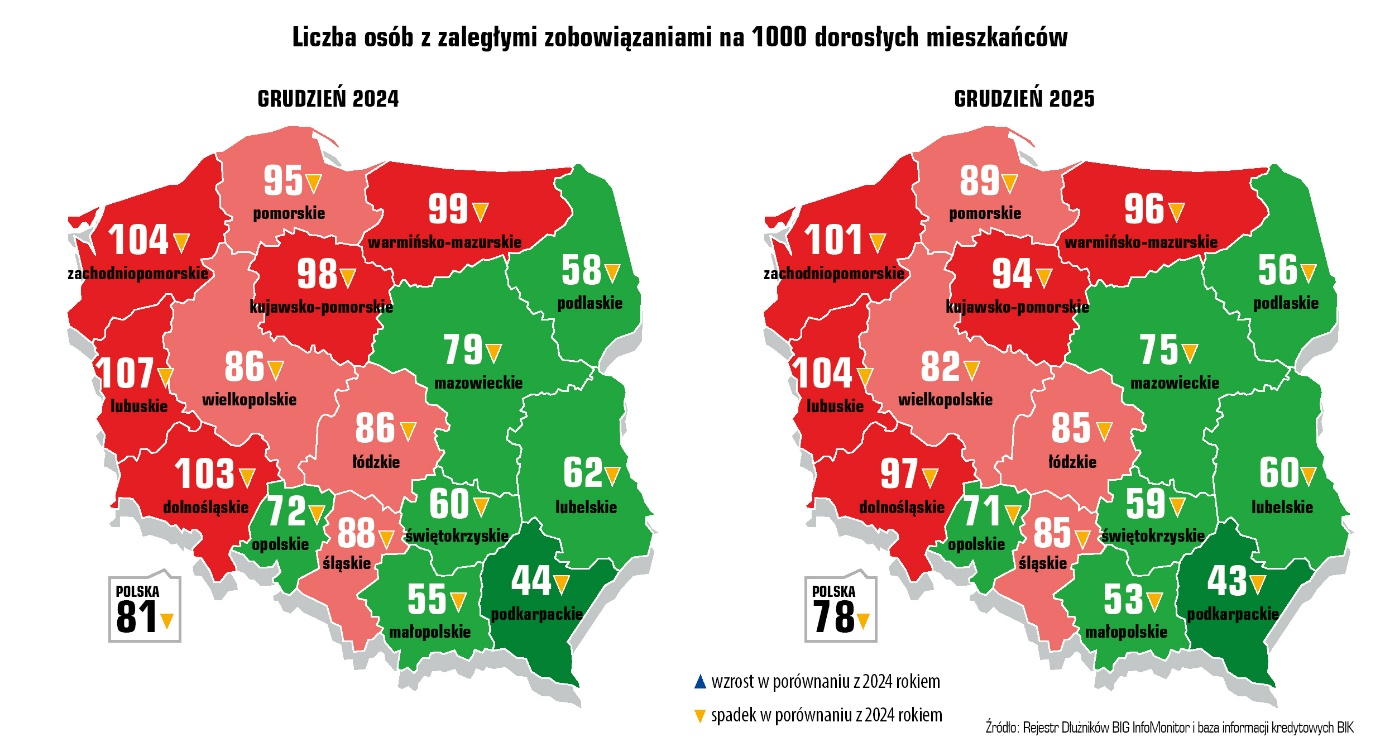 Liczba osób z zaległymi zobowiązaniami na 1000 dorosłych mieszkańców
GRUDZIEŃ 2024
95
pomorskie
99
warmińsko-mazurskie
104
zachodniopomorskie
98
kujawsko-pomorskie
58
podlaskie
79
mazowieckie
107
lubuskie
86
wielkopolskie
86
łódzkie
103
dolnośląskie
62
lubelskie
72
opolskie
88
śląskie
60
świętokrzyskie
55
małopolskie
44
podkarpackie
POLSKA
81
GRUDZIEŃ 2025
89
pomorskie
96
warmińsko-mazurskie
101
zachodniopomorskie
94
kujawsko-pomorskie
56
podlaskie
75
mazowieckie
104
lubuskie
82
wielkopolskie
85
łódzkie
97
dolnośląskie
60
lubelskie
71
opolskie
85
śląskie
59
świętokrzyskie
53
małopolskie
43
podkarpackie
POLSKA
78
wzrost w porównaniu z 2024 rokiem
spadek w porównaniu z 2024 rokiem
Źródło: Rejestr Dlużników BIG InfoMonitor i baza informacji kredytowych BIK